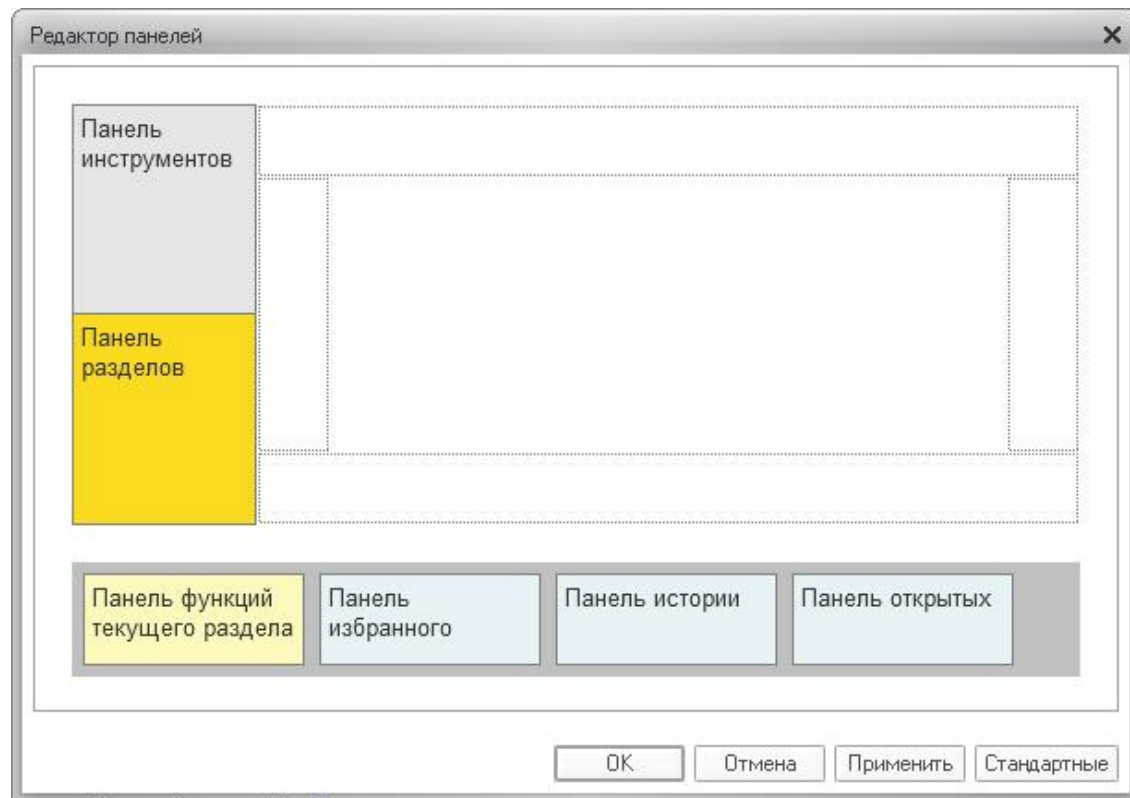 Редактор панелей
Панель
инструментов
Панель
разделов
Панель функций
текущего раздела
Панель
избранного
Панель истории
Панель открытых
OK
Отмена
Применить
Стандартные